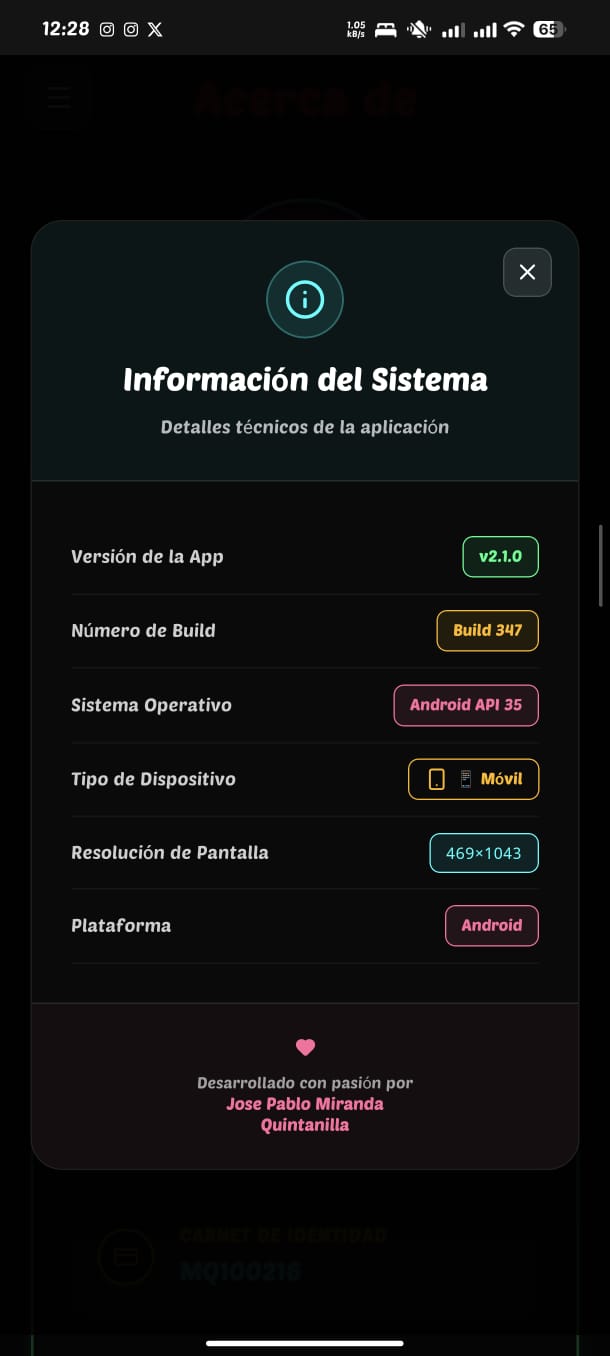 12:28
1.05
kB/s
65
Acerca de
Información del Sistema
Detalles técnicos de la aplicación
Versión de la App
v2.1.0
Número de Build
Build 347
Sistema Operativo
Android API 35
Tipo de Dispositivo
Móvil
Resolución de Pantalla
469×1043
Plataforma
Android
Desarrollado con pasión por
Jose Pablo Miranda
Quintanilla
CARNET DE IDENTIDAD
MQ100216